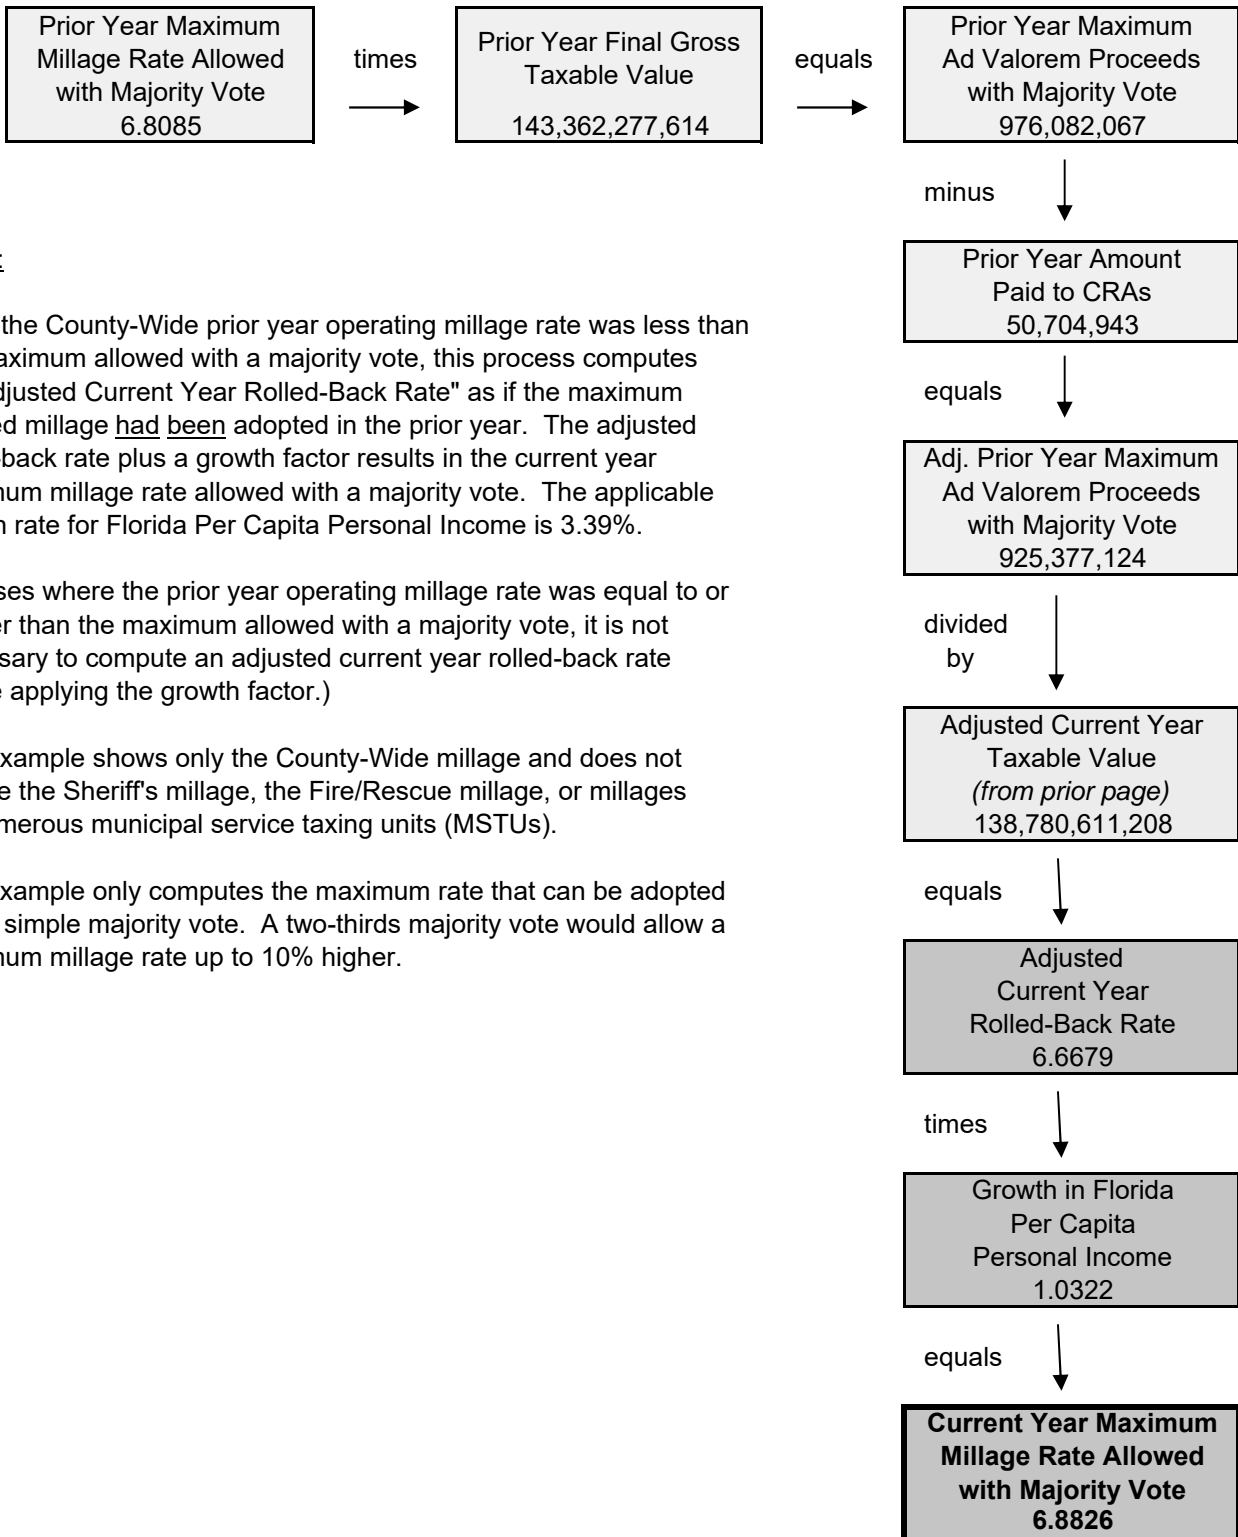 Prior Year Maximum
Millage Rate Allowed
with Majority Vote
6.8085
times
Prior Year Final Gross
Taxable Value
143,362,277,614
equals
Prior Year Maximum
Ad Valorem Proceeds
with Majority Vote
976,082,067
minus
Prior Year Amount
Paid to CRAs
50,704,943
equals
Adj. Prior Year Maximum
Ad Valorem Proceeds
with Majority Vote
925,377,124
divided
by
Adjusted Current Year
Taxable Value
(from prior page)
138,780,611,208
equals
Adjusted
Current Year
Rolled-Back Rate
6.6679
times
Growth in Florida
Per Capita
Personal Income
1.0322
equals
Current Year Maximum
Millage Rate Allowed
with Majority Vote
6.8826
:
the County-Wide prior year operating millage rate was less than
aximum allowed with a majority vote, this process computes
djusted Current Year Rolled-Back Rate" as if the maximum
ed millage had been adopted in the prior year. The adjusted
-back rate plus a growth factor results in the current year
num millage rate allowed with a majority vote. The applicable
h rate for Florida Per Capita Personal Income is 3.39%.
ses where the prior year operating millage rate was equal to or
er than the maximum allowed with a majority vote, it is not
sary to compute an adjusted current year rolled-back rate
e applying the growth factor.)
xample shows only the County-Wide millage and does not
e the Sheriff's millage, the Fire/Rescue millage, or millages
umerous municipal service taxing units (MSTUs).
xample only computes the maximum rate that can be adopted
simple majority vote. A two-thirds majority vote would allow a
num millage rate up to 10% higher.